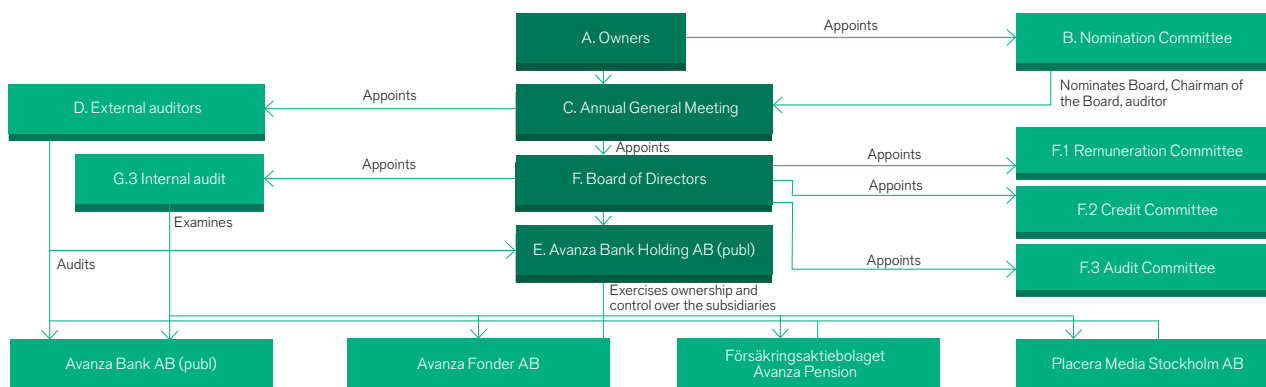 A. Owners
Appoints
B. Nomination Committee
Nominates Board, Chairman of
the Board, auditor
D. External auditors
Appoints
C. Annual General Meeting
Appoints
G.3 Internal audit
Appoints
F. Board of Directors
Appoints
F.1 Remuneration Committee
Appoints
F.2 Credit Committee
Examines
E. Avanza Bank Holding AB (publ)
Audits
Appoints
F.3 Audit Committee
Exercises ownership and
control over the subsidiaries
Avanza Bank AB (publ)
Avanza Fonder AB
Försäkringsaktiebolaget
Avanza Pension
Placera Media Stockholm AB